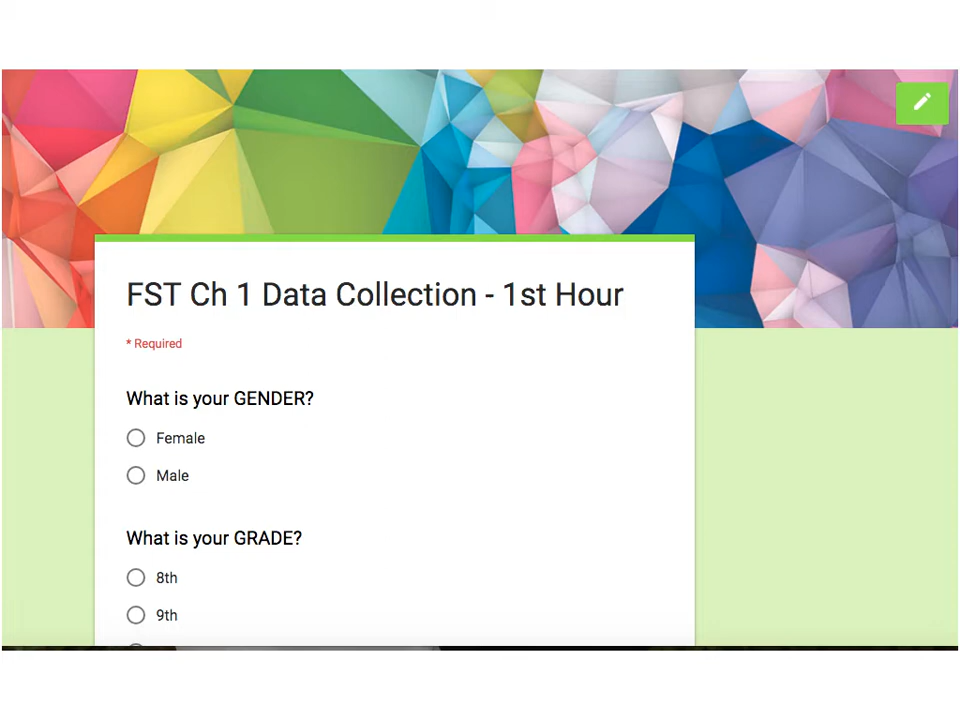 FST Ch 1 Data Collection - 1st Hour
* Required
What is your GENDER?
Female
Male
What is your GRADE?
8th
9th